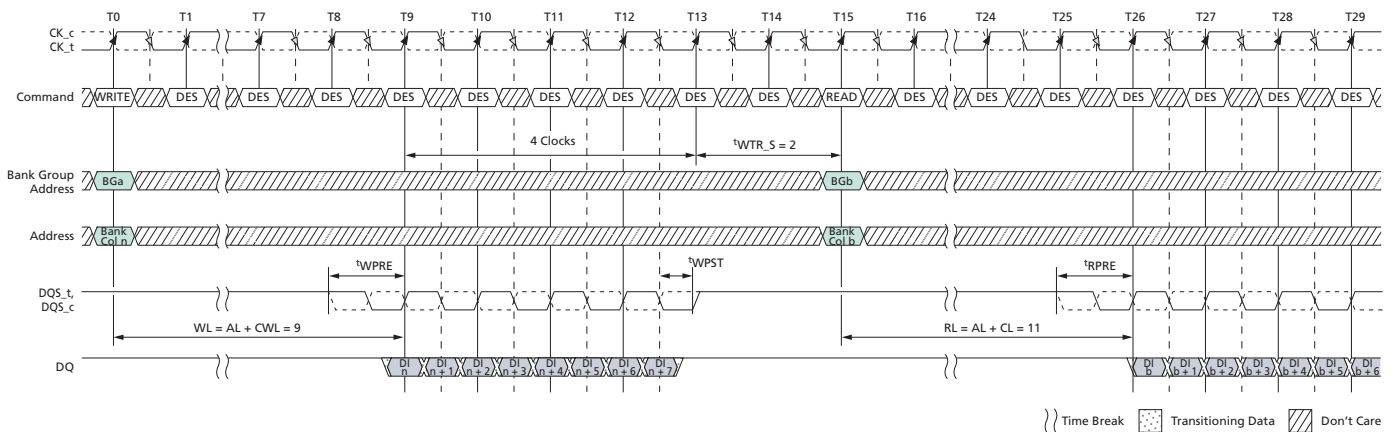 T0 T1 T7 T8 T9 T10 T11 T12 T13 T14 T15 T16 T24 T25 T26 T27 T28 T29
CK_c
CK_t
Command WRITE DES DES DES DES DES DES DES DES DES READ DES DES DES DES DES DES DES
4 Clocks tWTR_S = 2
Bank Group
Address BGa BGb
Address Bank
Col n Bank
Col b
tWPRE tWPST tRPRE
DQS_t,
DQS_c
WL = AL + CWL = 9 RL = AL + CL = 11
DQ DI
n DI
n + 1 DI
n + 2 DI
n + 3 DI
n + 4 DI
n + 5 DI
n + 6 DI
n + 7 DI
b DI
b + 1 DI
b + 2 DI
b + 3 DI
b + 4 DI
b + 5 DI
b + 6
Time Break Transitioning Data Don't Care